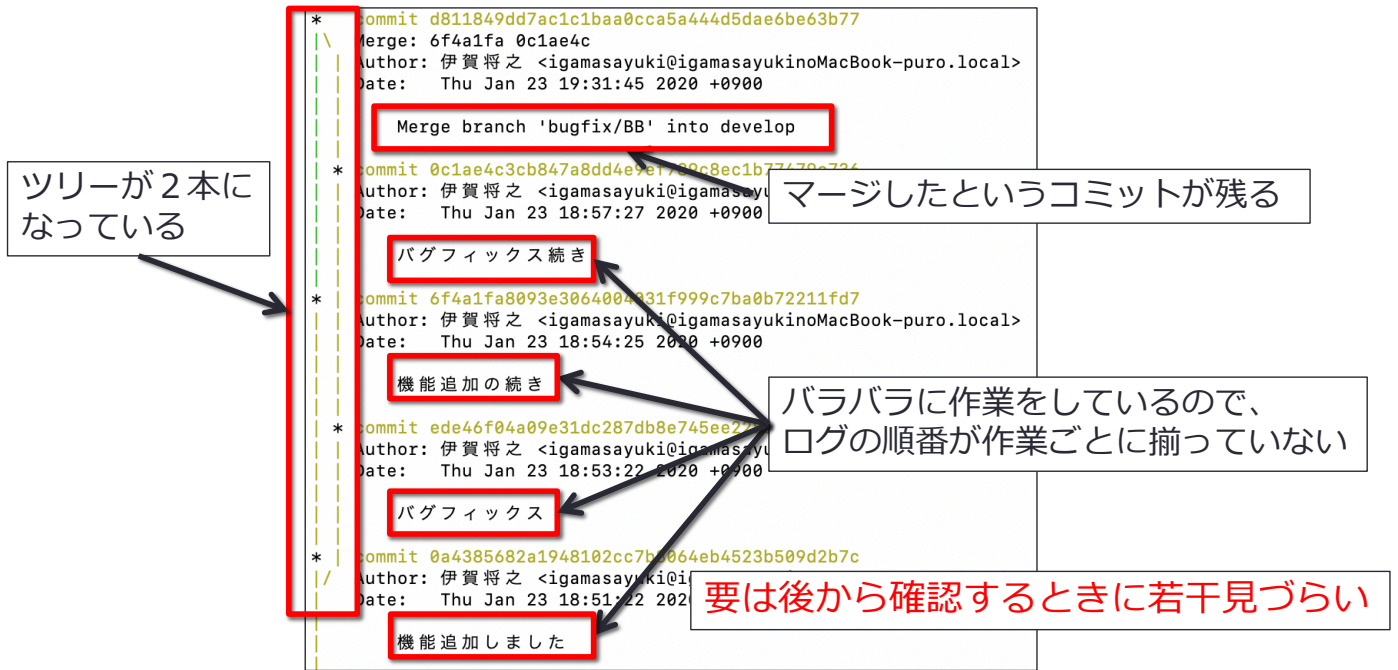 * commit d811849dd7ac1c1baa0cca5a444d5dae6be63b77
Merge: 6f4a1fa 0c1ae4c
Author: 伊賀将之 <igamasayuki@igamasayukinoMacBook-puro.local>
Date: Thu Jan 23 19:31:45 2020 +0900
Merge branch 'bugfix/BB' into develop
* commit
Author: 伊賀将之
Date: Thu Jan 23 18:57:27 2020 +0900
バグフィックス続き
ツリーが２本に
なっている
マージしたというコミットが残る
* commit
Author: 伊賀将之 <igamasayuki@igamasayukinoMacBook-puro.local>
Date: Thu Jan 23 18:54:25 2020 +0900
機能追加の続き
バラバラに作業をしているので、
ログの順番が作業ごとに揃っていない
* commit
Author: 伊賀将之
Date: Thu Jan 23 18:53:22 2020 +0900
バグフィックス
* commit
Author: 伊賀将之
Date: Thu Jan 23 18:51:22
機能追加しました
要は後から確認するときに若干見づらい